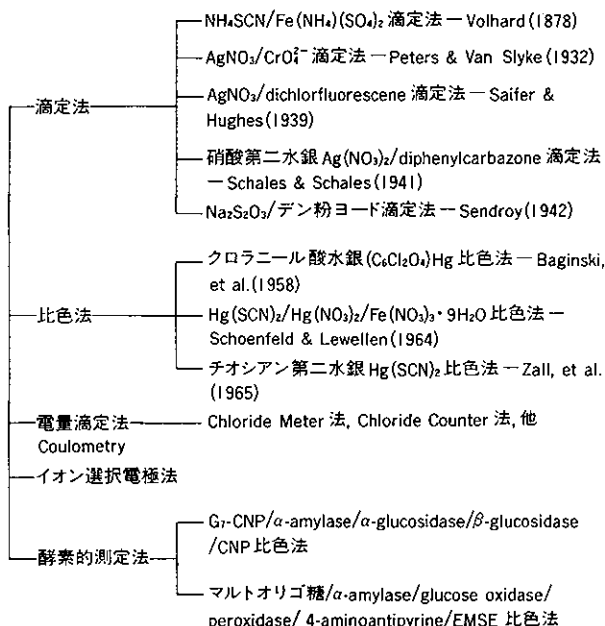 NH₄SCN/Fe(NH₄)(SO₄)₂ 滴定法 — Volhard(1878)
AgNO₃/CrO₄²⁻ 滴定法 — Peters & Van Slyke(1932)
滴定法
AgNO₃/dichlorfluorescene 滴定法 — Saifer &
Hughes(1939)
硝酸第二水銀 Ag(NO₃)₂/diphenylcarbazone 滴定法
— Schales & Schales(1941)
Na₂S₂O₃/デン粉ヨード滴定法 — Sendroy(1942)
クロラニール酸水銀(C₆Cl₂O₄)Hg 比色法 — Baginski,
et al.(1958)
比色法
Hg(SCN)₂/Hg(NO₃)₂/Fe(NO₃)₃・9H₂O 比色法 —
Schoenfeld & Lewellen(1964)
チオシアン第二水銀 Hg(SCN)₂ 比色法 — Zall, et al.
(1965)
電量滴定法 — Chloride Meter 法, Chloride Counter 法, 他
Coulometry
イオン選択電極法
G₇-CNP/α-amylase/α-glucosidase/β-glucosidase
/CNP 比色法
酵素的測定法
マルトオリゴ糖/α-amylase/glucose oxidase/
peroxidase/ 4-aminoantipyrine/EMSE 比色法